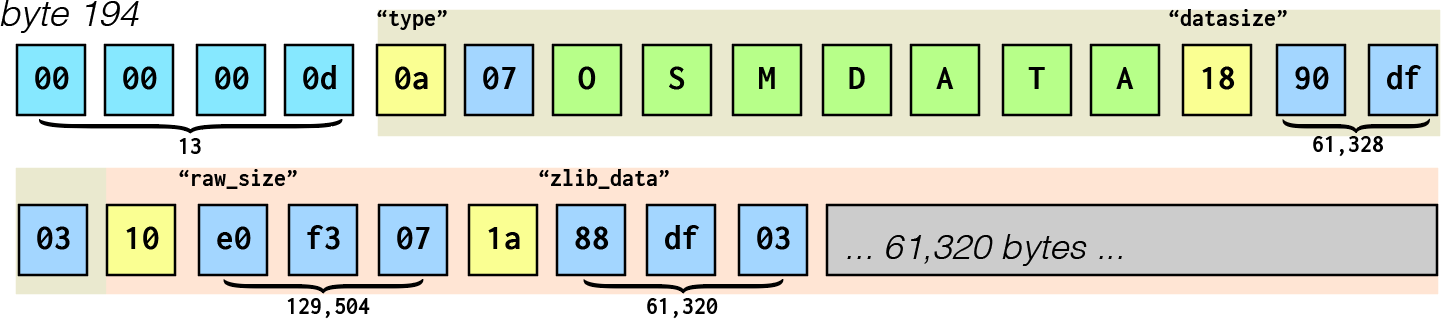 byte 194
“type” “datasize”
00 00 00 0d 0a 07 O S M D A T A 18 90 df
13 61,328
“raw_size” “zlib_data”
03 10 e0 f3 07 1a 88 df 03 ... 61,320 bytes ...
129,504 61,320